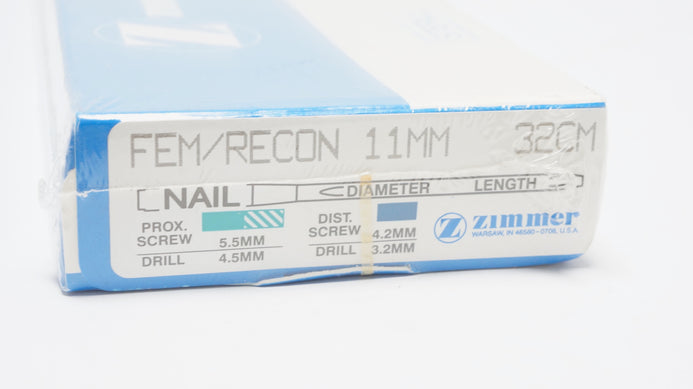 FEM/RECON 11MM 32CM
NAIL DIAMETER LENGTH
PROX. SCREW 5.5MM
DRILL 4.5MM
DIST. SCREW 4.2MM
DRILL 3.2MM
Z zimmer
WARSAW, IN 46580-0708, U.S.A.